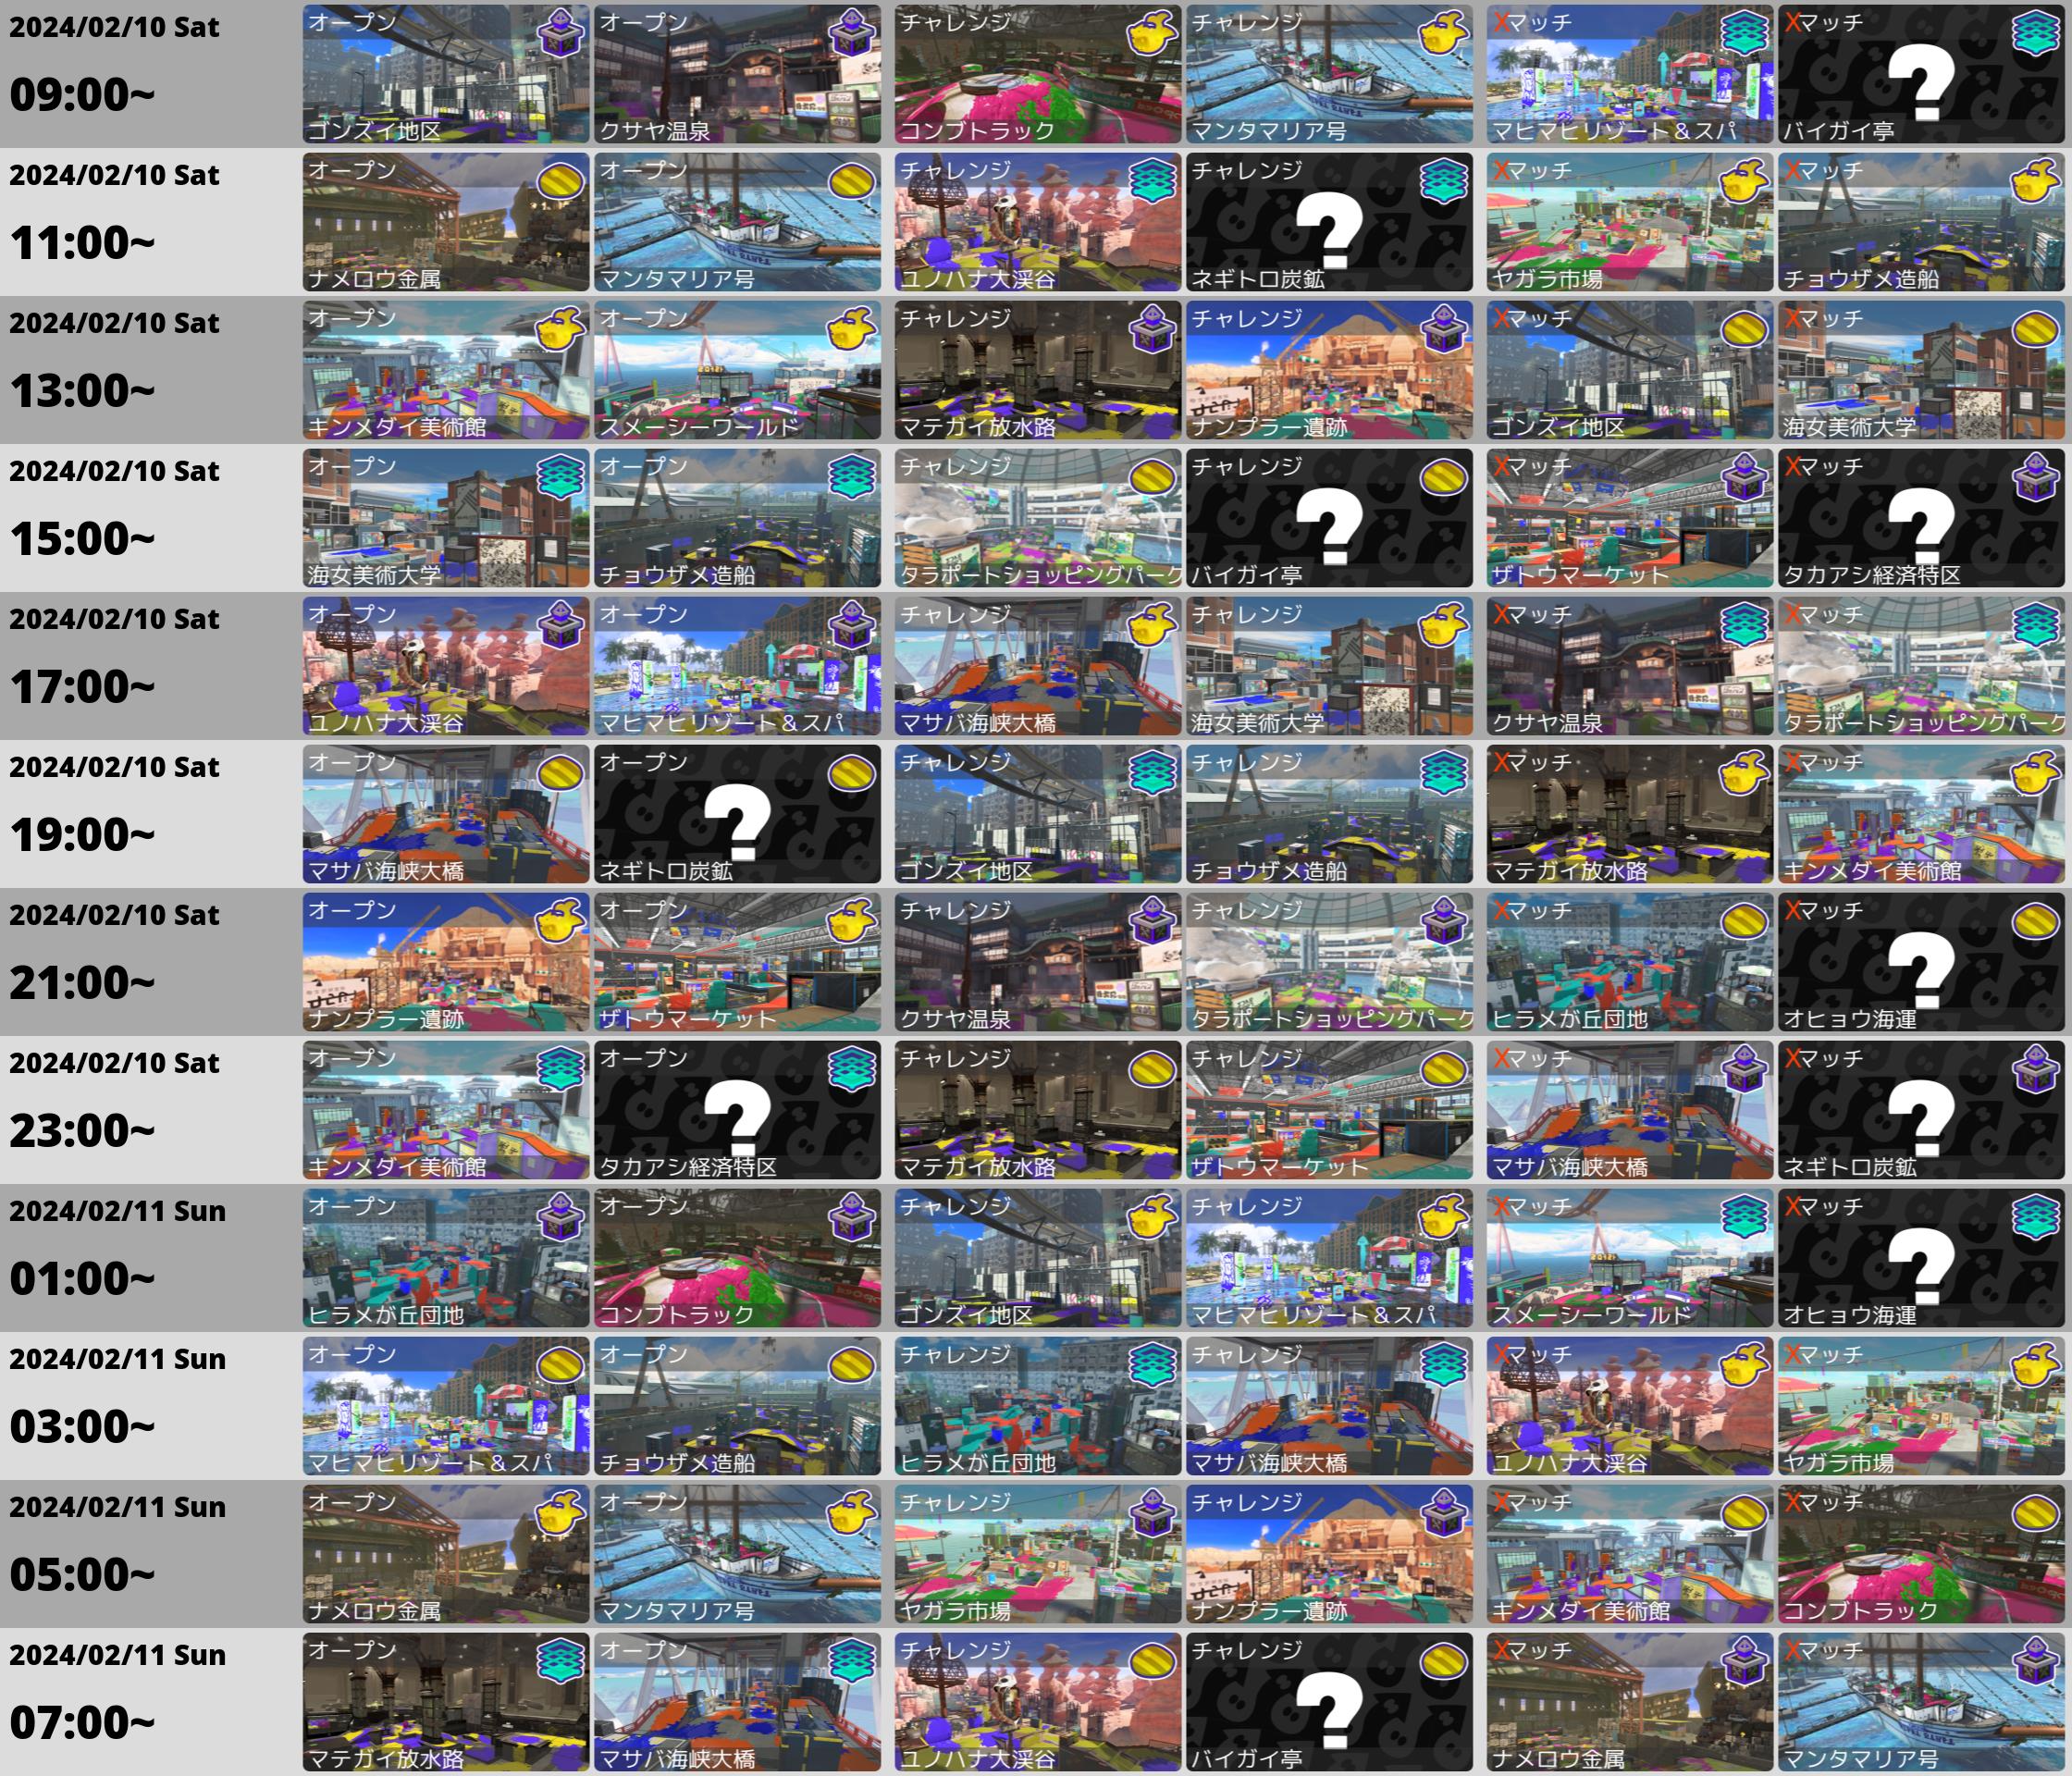 2024/02/10 Sat
09:00~
オープン オープン チャレンジ チャレンジ Xマッチ Xマッチ
ゴンズイ地区 クサヤ温泉 コンブトラック マンタマリア号 マヒマヒリゾート＆スパ バイガイ亭
2024/02/10 Sat
11:00~
オープン オープン チャレンジ チャレンジ Xマッチ Xマッチ
ナメロウ金属 マンタマリア号 ユノハナ大渓谷 ネギトロ炭鉱 ヤガラ市場 チョウザメ造船
2024/02/10 Sat
13:00~
オープン オープン チャレンジ チャレンジ Xマッチ Xマッチ
キンメダイ美術館 スメーシーワールド マテガイ放水路 ナンプラー遺跡 ゴンズイ地区 海女美術大学
2024/02/10 Sat
15:00~
オープン オープン チャレンジ チャレンジ Xマッチ Xマッチ
海女美術大学 チョウザメ造船 タラポートショッピングパーク バイガイ亭 ザトウマーケット タカアシ経済特区
2024/02/10 Sat
17:00~
オープン オープン チャレンジ チャレンジ Xマッチ Xマッチ
ユノハナ大渓谷 マヒマヒリゾート＆スパ マサバ海峡大橋 海女美術大学 クサヤ温泉 タラポートショッピングパーク
2024/02/10 Sat
19:00~
オープン オープン チャレンジ チャレンジ Xマッチ Xマッチ
マサバ海峡大橋 ネギトロ炭鉱 ゴンズイ地区 チョウザメ造船 マテガイ放水路 キンメダイ美術館
2024/02/10 Sat
21:00~
オープン オープン チャレンジ チャレンジ Xマッチ Xマッチ
ナンプラー遺跡 ザトウマーケット クサヤ温泉 タラポートショッピングパーク ヒラメが丘団地 オヒョウ海運
2024/02/10 Sat
23:00~
オープン オープン チャレンジ チャレンジ Xマッチ Xマッチ
キンメダイ美術館 タカアシ経済特区 マテガイ放水路 ザトウマーケット マサバ海峡大橋 ネギトロ炭鉱
2024/02/11 Sun
01:00~
オープン オープン チャレンジ チャレンジ Xマッチ Xマッチ
ヒラメが丘団地 コンブトラック ゴンズイ地区 マヒマヒリゾート＆スパ スメーシーワールド オヒョウ海運
2024/02/11 Sun
03:00~
オープン オープン チャレンジ チャレンジ Xマッチ Xマッチ
マヒマヒリゾート＆スパ チョウザメ造船 ヒラメが丘団地 マサバ海峡大橋 ユノハナ大渓谷 ヤガラ市場
2024/02/11 Sun
05:00~
オープン オープン チャレンジ チャレンジ Xマッチ Xマッチ
ナメロウ金属 マンタマリア号 ヤガラ市場 ナンプラー遺跡 キンメダイ美術館 コンブトラック
2024/02/11 Sun
07:00~
オープン オープン チャレンジ チャレンジ Xマッチ Xマッチ
マテガイ放水路 マサバ海峡大橋 ユノハナ大渓谷 バイガイ亭 ナメロウ金属 マンタマリア号